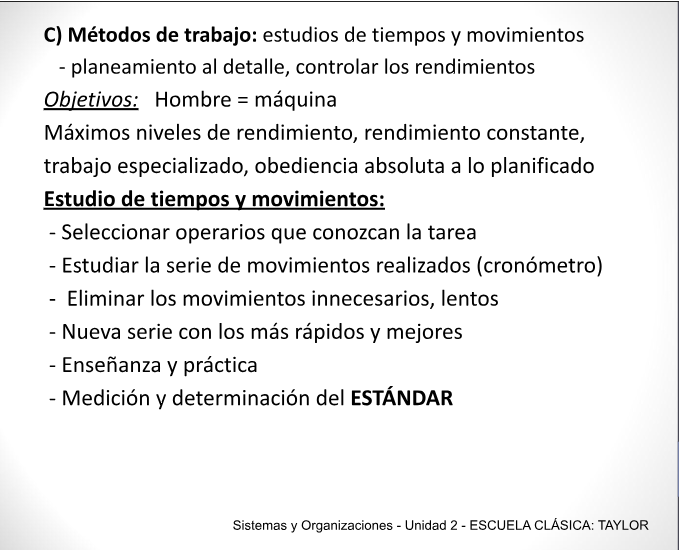 C) Métodos de trabajo: estudios de tiempos y movimientos
- planeamiento al detalle, controlar los rendimientos
Objetivos: Hombre = máquina
Máximos niveles de rendimiento, rendimiento constante,
trabajo especializado, obediencia absoluta a lo planificado
Estudio de tiempos y movimientos:
- Seleccionar operarios que conozcan la tarea
- Estudiar la serie de movimientos realizados (cronómetro)
- Eliminar los movimientos innecesarios, lentos
- Nueva serie con los más rápidos y mejores
- Enseñanza y práctica
- Medición y determinación del ESTÁNDAR
Sistemas y Organizaciones - Unidad 2 - ESCUELA CLÁSICA: TAYLOR